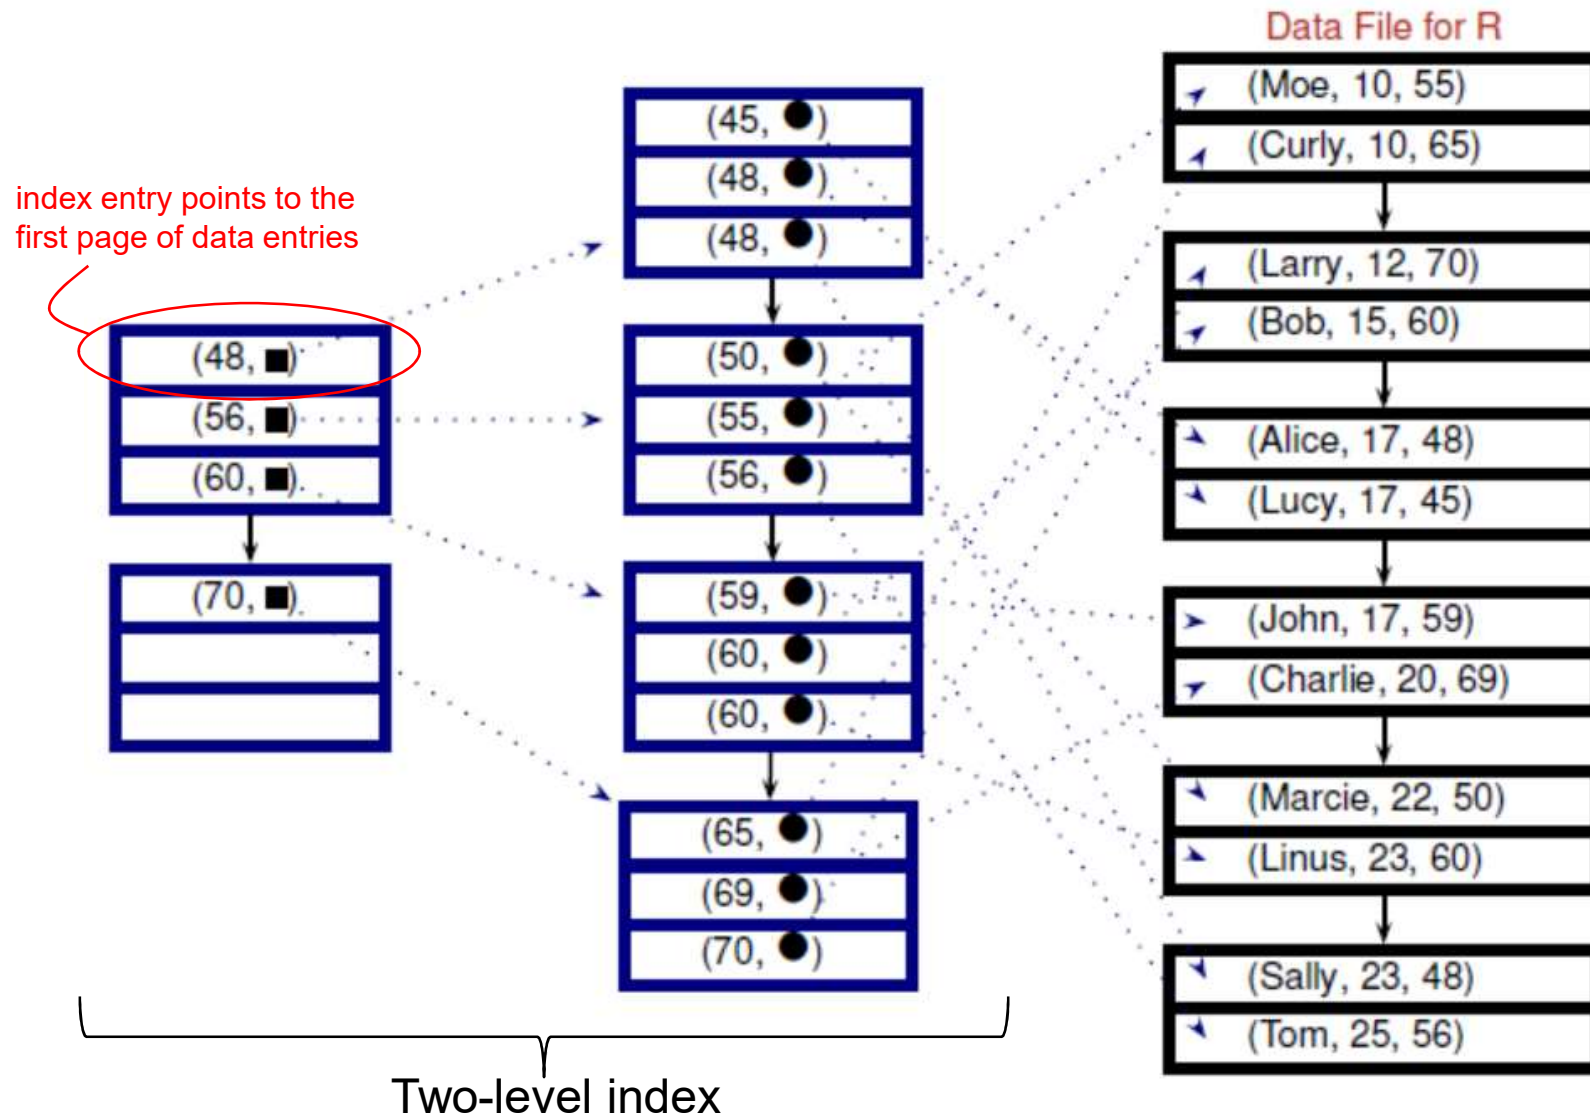 Data File for R
index entry points to the
first page of data entries
(48, ■)
(56, ■)
(60, ■)
(70, ■)
(45, ●)
(48, ●)
(48, ●)
(50, ●)
(55, ●)
(56, ●)
(59, ●)
(60, ●)
(60, ●)
(65, ●)
(69, ●)
(70, ●)
(Moe, 10, 55)
(Curly, 10, 65)
(Larry, 12, 70)
(Bob, 15, 60)
(Alice, 17, 48)
(Lucy, 17, 45)
(John, 17, 59)
(Charlie, 20, 69)
(Marcie, 22, 50)
(Linus, 23, 60)
(Sally, 23, 48)
(Tom, 25, 56)
Two-level index